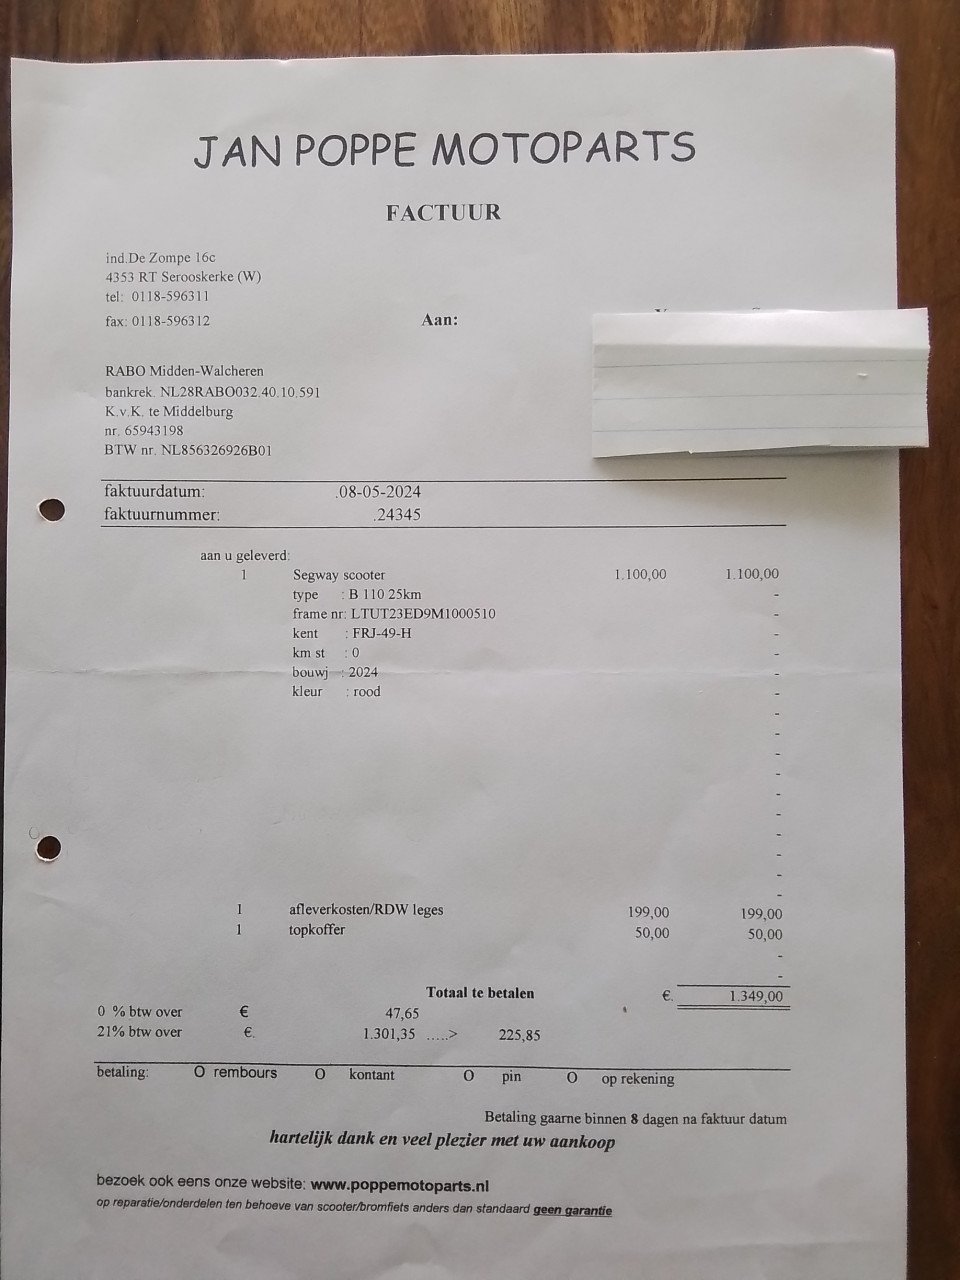 JAN POPPE MOTOPARTS
FACTUUR
ind.De Zompe 16c
4353 RT Serooskerke (W)
tel: 0118-596311
fax: 0118-596312
Aan:
RABO Midden-Walcheren
bankrek. NL28RABO032.40.10.591
K.v.K. te Middelburg
nr. 65943198
BTW nr. NL856326926B01
faktuurdatum: .08-05-2024
faktuurnummer: .24345
aan u geleverd:
1 Segway scooter 1.100,00 1.100,00
type : B 110 25km -
frame nr: LTUT23ED9M1000510 -
kent : FRJ-49-H -
km st : 0 -
bouwj : 2024 -
kleur : rood -
-
-
-
-
-
-
-
-
-
-
1 afleverkosten/RDW leges 199,00 199,00
1 topkoffer 50,00 50,00
-
-
Totaal te betalen €. 1.349,00
0 % btw over € 47,65
21% btw over €. 1.301,35 .....> 225,85
betaling: O rembours O kontant O pin O op rekening
Betaling gaarne binnen 8 dagen na faktuur datum
hartelijk dank en veel plezier met uw aankoop
bezoek ook eens onze website: www.poppemotoparts.nl
op reparatie/onderdelen ten behoeve van scooter/bromfiets anders dan standaard geen garantie